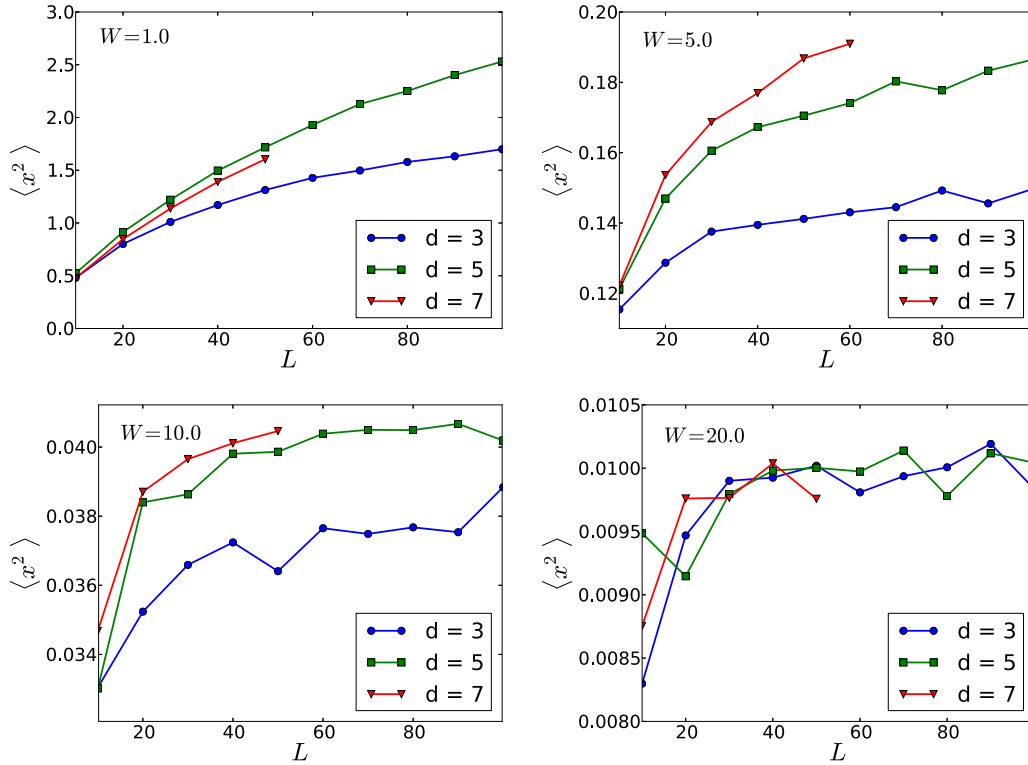 W=1.0
⟨x²⟩
3.0
2.5
2.0
1.5
1.0
0.5
0.0
20
40
60
80
L
d = 3
d = 5
d = 7
W=5.0
⟨x²⟩
0.20
0.18
0.16
0.14
0.12
20
40
60
80
L
d = 3
d = 5
d = 7
W=10.0
⟨x²⟩
0.040
0.038
0.036
0.034
20
40
60
80
L
d = 3
d = 5
d = 7
W=20.0
⟨x²⟩
0.0105
0.0100
0.0095
0.0090
0.0085
0.0080
20
40
60
80
L
d = 3
d = 5
d = 7